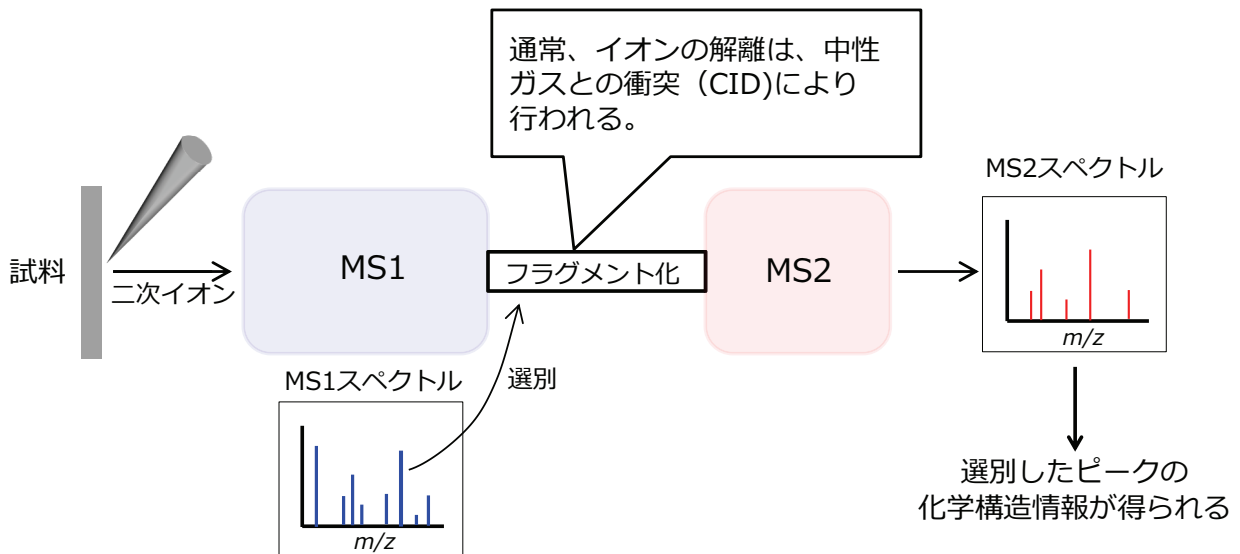 通常、イオンの解離は、中性
ガスとの衝突（CID)により
行われる。
MS2スペクトル
試料
二次イオン
MS1
フラグメント化
MS2
m/z
MS1スペクトル
選別
m/z
選別したピークの
化学構造情報が得られる